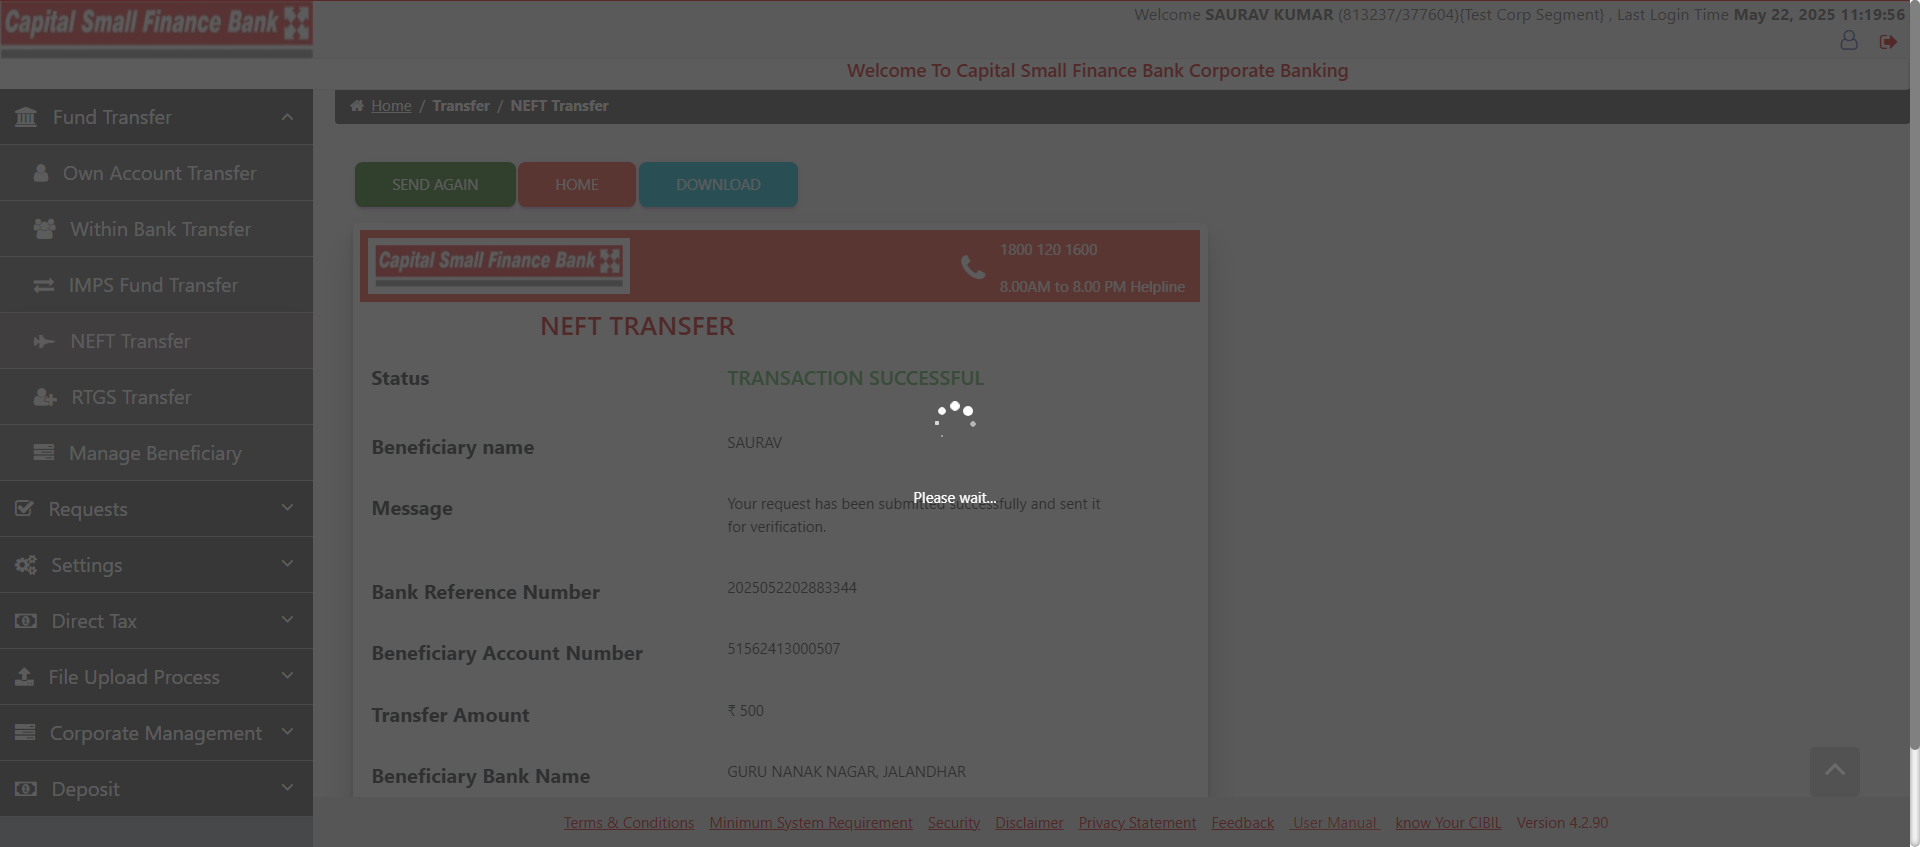 Capital Small Finance Bank
Welcome SAURAV KUMAR (813237/377604){Test Corp Segment} , Last Login Time May 22, 2025 11:19:56
Welcome To Capital Small Finance Bank Corporate Banking
Home / Transfer / NEFT Transfer
Fund Transfer
Own Account Transfer
Within Bank Transfer
IMPS Fund Transfer
NEFT Transfer
RTGS Transfer
Manage Beneficiary
Requests
Settings
Direct Tax
File Upload Process
Corporate Management
Deposit
SEND AGAIN
HOME
DOWNLOAD
Capital Small Finance Bank
1800 120 1600
8.00AM to 8.00 PM Helpline
NEFT TRANSFER
Status
TRANSACTION SUCCESSFUL
Beneficiary name
SAURAV
Please wait...
Message
Your request has been submitted successfully and sent it
for verification.
Bank Reference Number
2025052202883344
Beneficiary Account Number
51562413000507
Transfer Amount
₹ 500
Beneficiary Bank Name
GURU NANAK NAGAR, JALANDHAR
Terms & Conditions Minimum System Requirement Security Disclaimer Privacy Statement Feedback User Manual know Your CIBIL Version 4.2.90